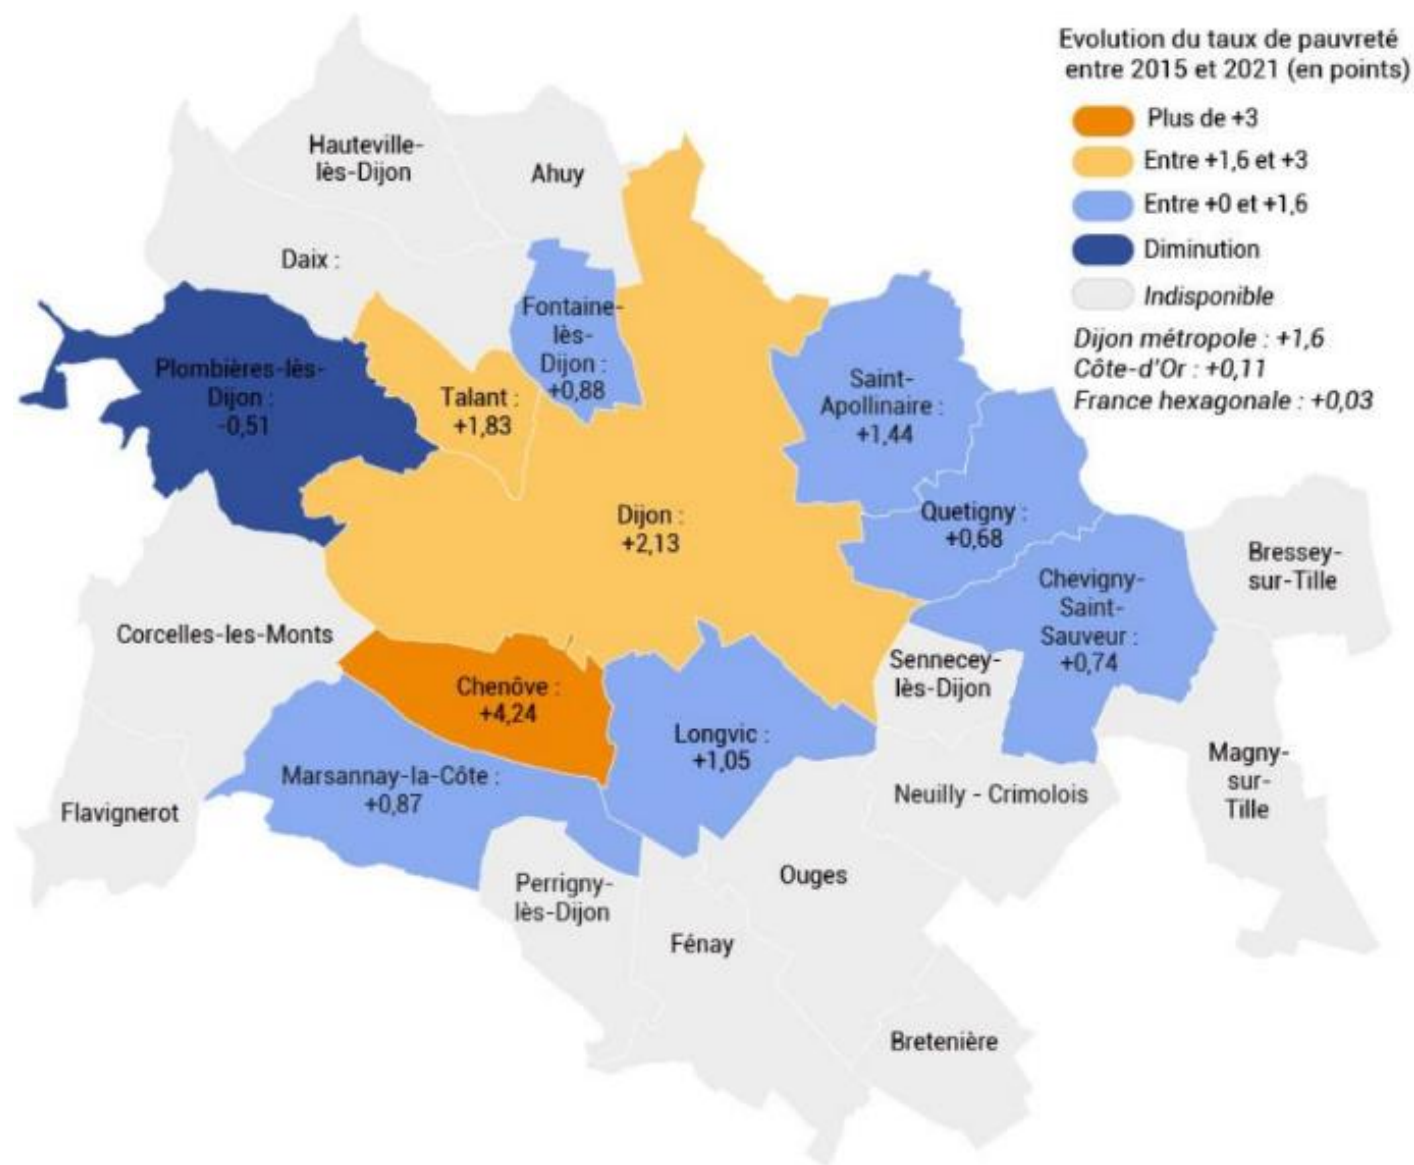 Evolution du taux de pauvreté
entre 2015 et 2021 (en points)
Plus de +3
Entre +1,6 et +3
Entre +0 et +1,6
Diminution
Indisponible
Dijon métropole : +1,6
Côte-d'Or : +0,11
France hexagonale : +0,03
Hauteville-
lès-Dijon
Ahuy
Daix :
Fontaine-
lès-
Dijon :
+0,88
Plombières-lès-
Dijon :
-0,51
Talant :
+1,83
Saint-
Apollinaire :
+1,44
Dijon :
+2,13
Quetigny :
+0,68
Bressey-
sur-Tille
Chevigny-
Saint-
Sauveur :
+0,74
Corcelles-les-Monts
Sennecey-
lès-Dijon
Chenôve :
+4,24
Longvic :
+1,05
Marsannay-la-Côte :
+0,87
Magny-
sur-
Tille
Neuilly - Crimolois
Flavignerot
Perrigny-
lès-Dijon
Ouges
Fénay
Bretenière